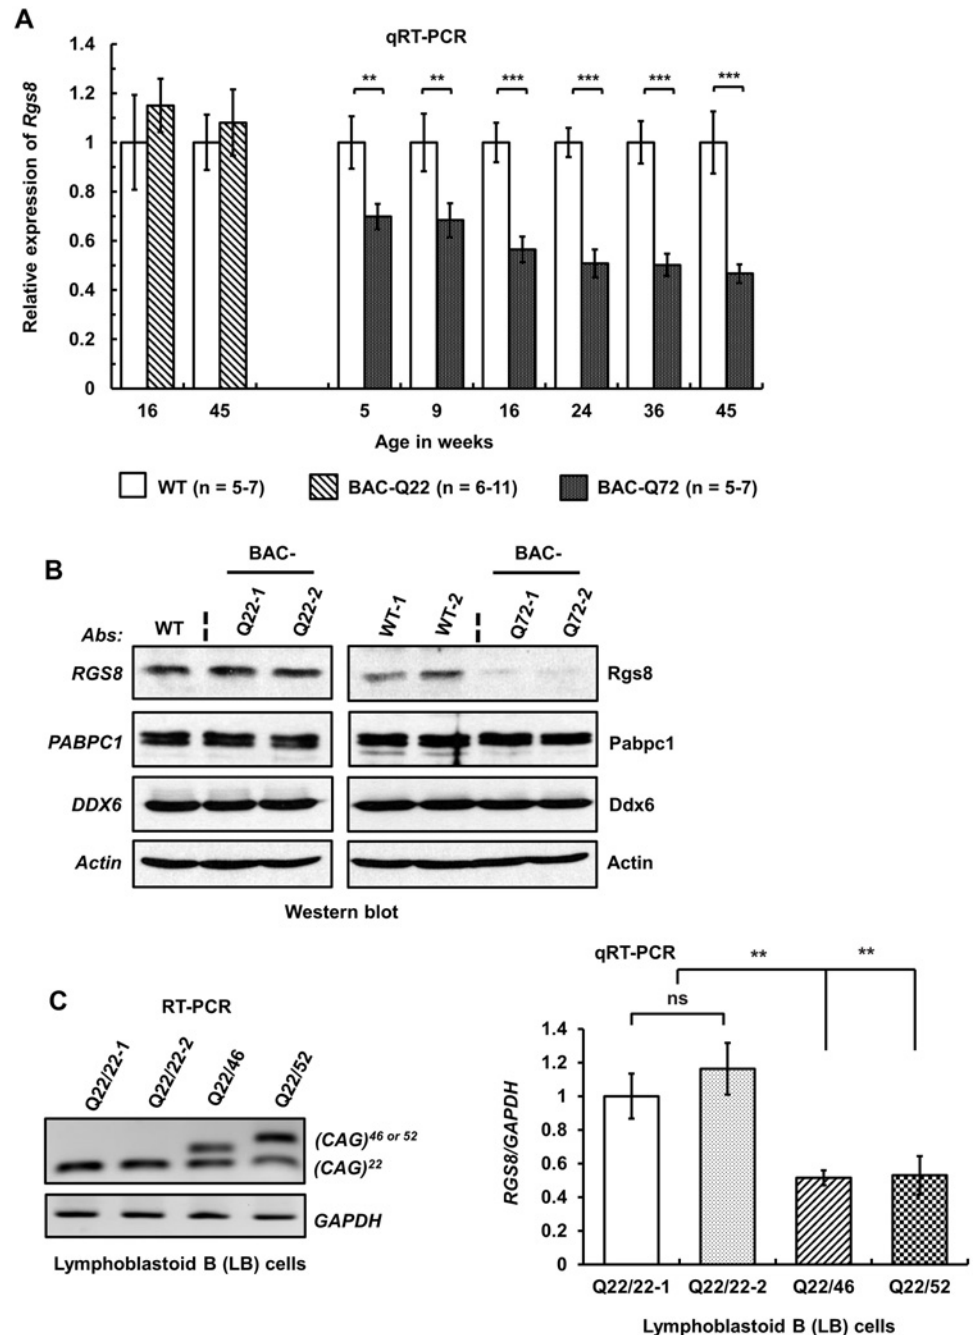 A
qRT-PCR
Relative expression of Rgs8
1.4
1.2
1
0.8
0.6
0.4
0.2
0
** ** *** *** *** ***
16 45 5 9 16 24 36 45
Age in weeks
WT (n = 5-7) BAC-Q22 (n = 6-11) BAC-Q72 (n = 5-7)
B
BAC- BAC-
Abs: WT Q22-1 Q22-2 WT-1 WT-2 Q72-1 Q72-2
RGS8 Rgs8
PABPC1 Pabpc1
DDX6 Ddx6
Actin Actin
Western blot
C
RT-PCR
Q22/22-1 Q22/22-2 Q22/46 Q22/52
(CAG)46 or 52
(CAG)22
GAPDH
Lymphoblastoid B (LB) cells
qRT-PCR
** **
ns
RGS8/GAPDH
1.4
1.2
1
0.8
0.6
0.4
0.2
0
Q22/22-1 Q22/22-2 Q22/46 Q22/52
Lymphoblastoid B (LB) cells